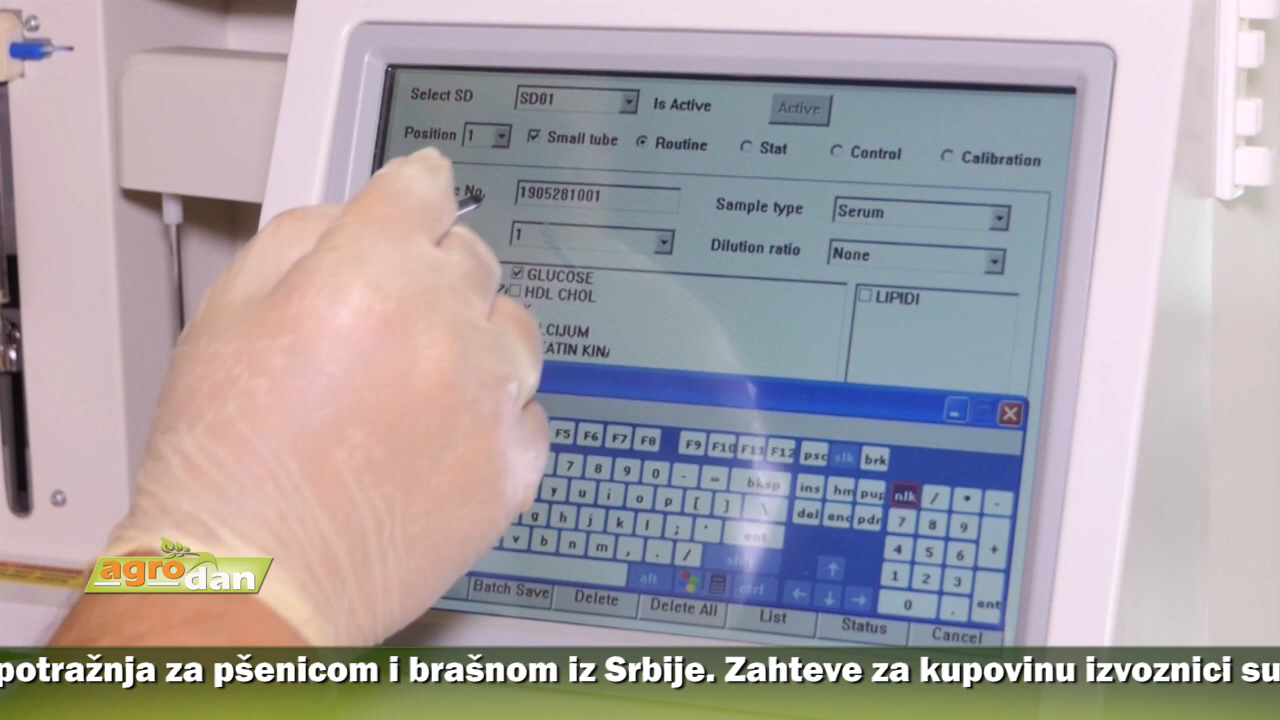 Select SD SD01 Is Active Active
Position 1 Small tube Routine Stat Control Calibration
No. 1905281001 Sample type Serum
1 Dilution ratio None
GLUCOSE LIPIDI
HDL CHOL
F5 F6 F7 F8 F9 F10 F11 F12 psc slk brk
7 8 9 0 - = bksp ins hm pup nlk / * -
y u i o p [ ] \ del end pdn 7 8 9 +
g h j k l ; ' ent 4 5 6
v b n m , . / shft 1 2 3 ent
alt ctrl 0 .
Batch Save Delete Delete All List Status Cancel
agrodan
potražnja za pšenicom i brašnom iz Srbije. Zahteve za kupovinu izvoznici su